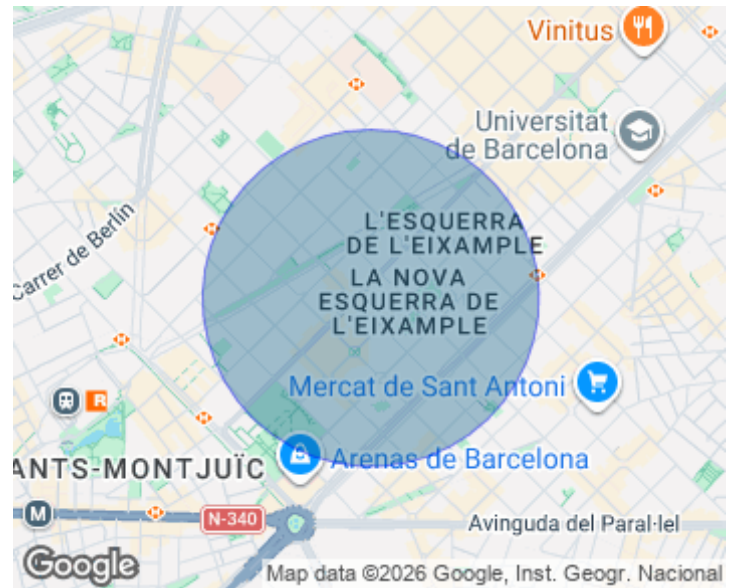 Vinitus
Universitat
de Barcelona
L'ESQUERRA
DE L'EIXAMPLE
Carrer de Berlín
LA NOVA
ESQUERRA DE
L'EIXAMPLE
Mercat de Sant Antoni
R
ANTS-MONTJUÏC
Arenas de Barcelona
M
N-340
Avinguda del Paral·lel
Google
Map data ©2026 Google, Inst. Geogr. Nacional